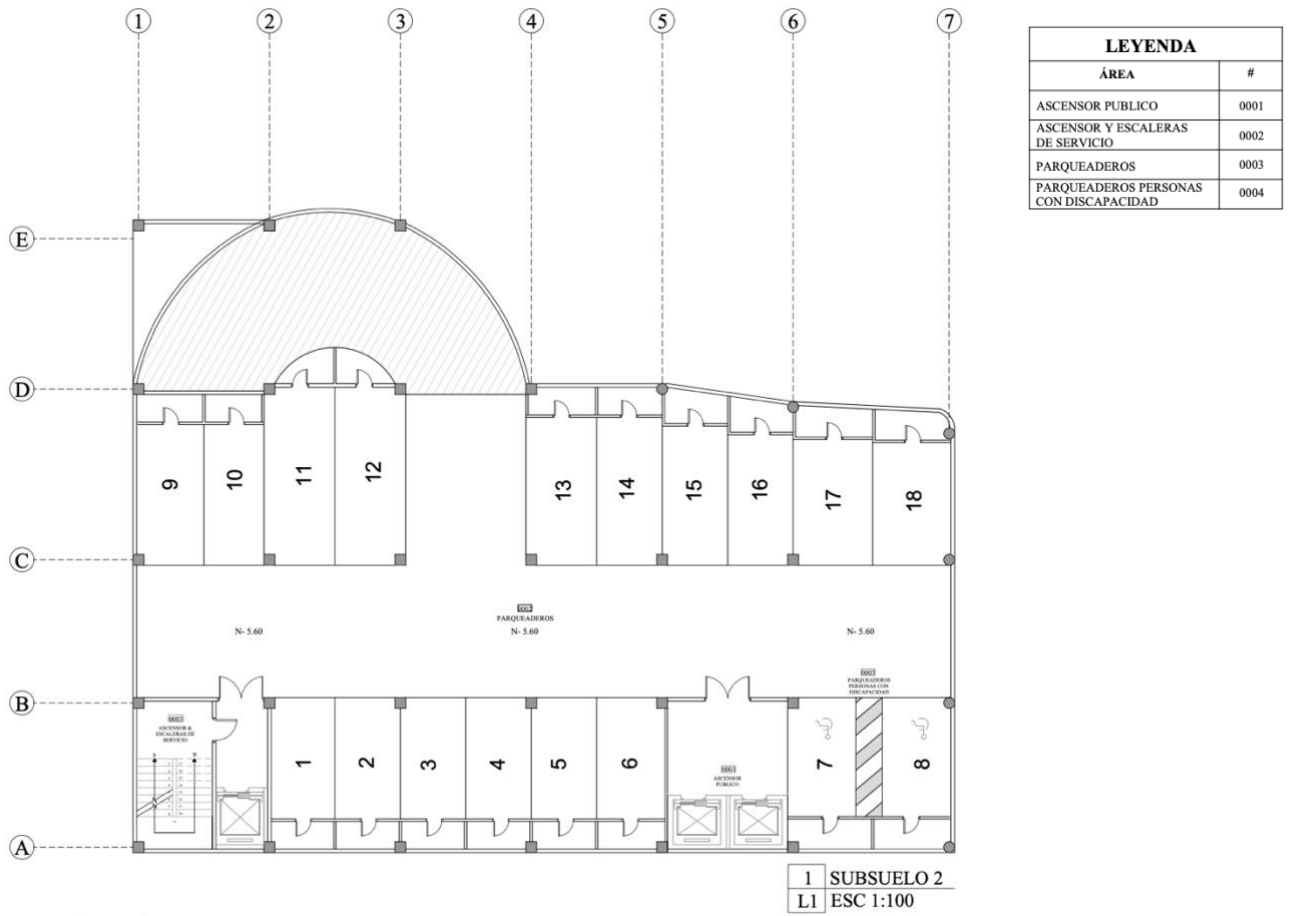 1 2 3 4 5 6 7
LEYENDA
ÁREA #
ASCENSOR PUBLICO 0001
ASCENSOR Y ESCALERAS
DE SERVICIO 0002
PARQUEADEROS 0003
PARQUEADEROS PERSONAS
CON DISCAPACIDAD 0004
E
D
9 10 11 12 13 14 15 16 17 18
C
PARQUEADEROS
N- 5.60 N- 5.60 N- 5.60
0003
PARQUEADEROS
PERSONAS CON
DISCAPACIDAD
B
0003
ASCENSOR &
ESCALERAS DE
SERVICIO
1 2 3 4 5 6 7 8
ASCENSOR
PUBLICO
A
1 SUBSUELO 2
L1 ESC 1:100